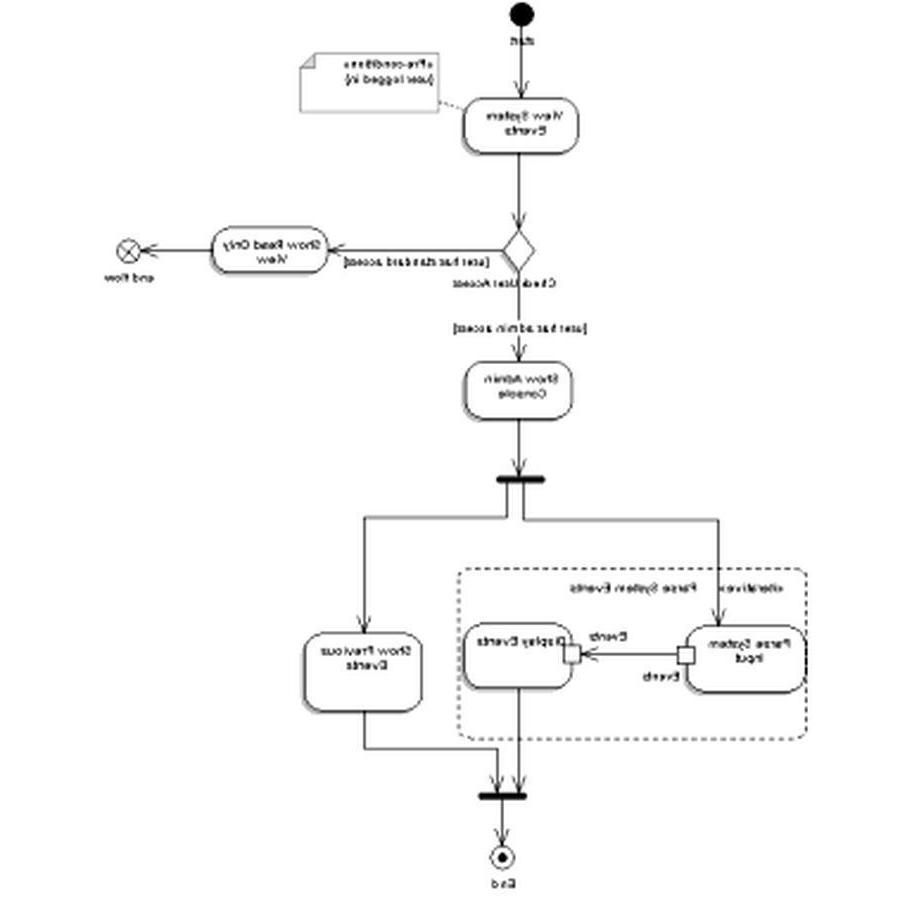 start
«Pre-condition»
{user logged in}
View System
Events
Show Read Only
View
[user has standard access]
end flow
Check User Access
[user has admin access]
Show Admin
Console
«iterative» Parse System Events
Show Previous
Events
Display Events
Events
Events
Parse System
Input
End